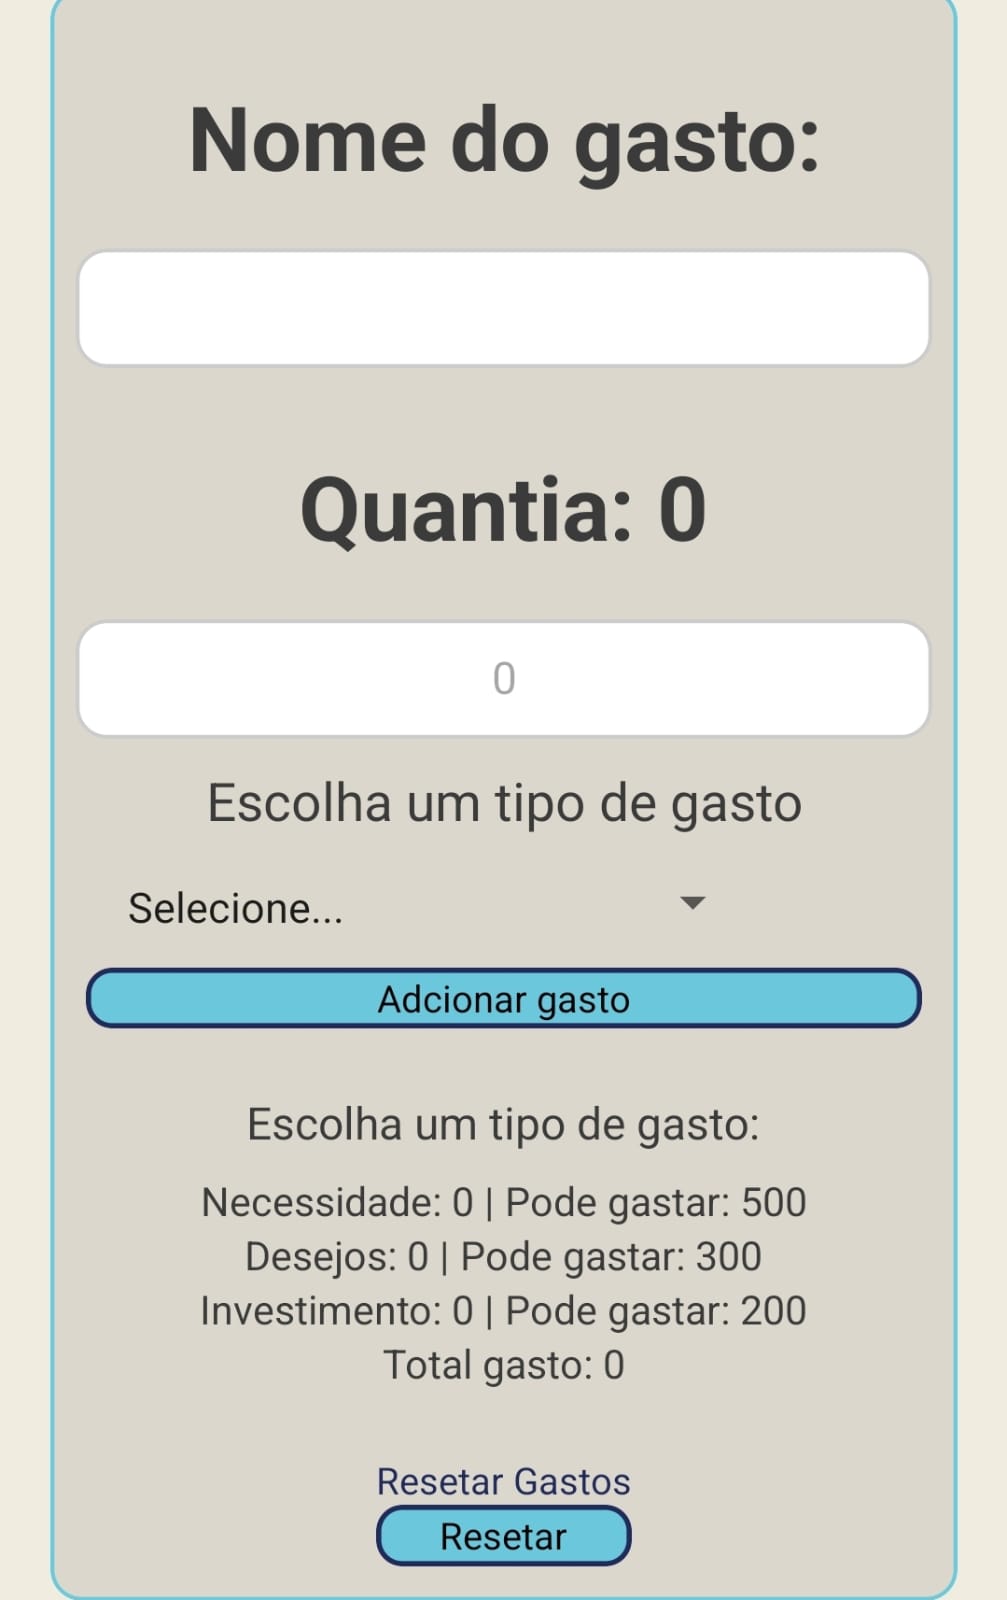 Nome do gasto:
Quantia: 0
0
Escolha um tipo de gasto
Selecione...
Adcionar gasto
Escolha um tipo de gasto:
Necessidade: 0 | Pode gastar: 500
Desejos: 0 | Pode gastar: 300
Investimento: 0 | Pode gastar: 200
Total gasto: 0
Resetar Gastos
Resetar